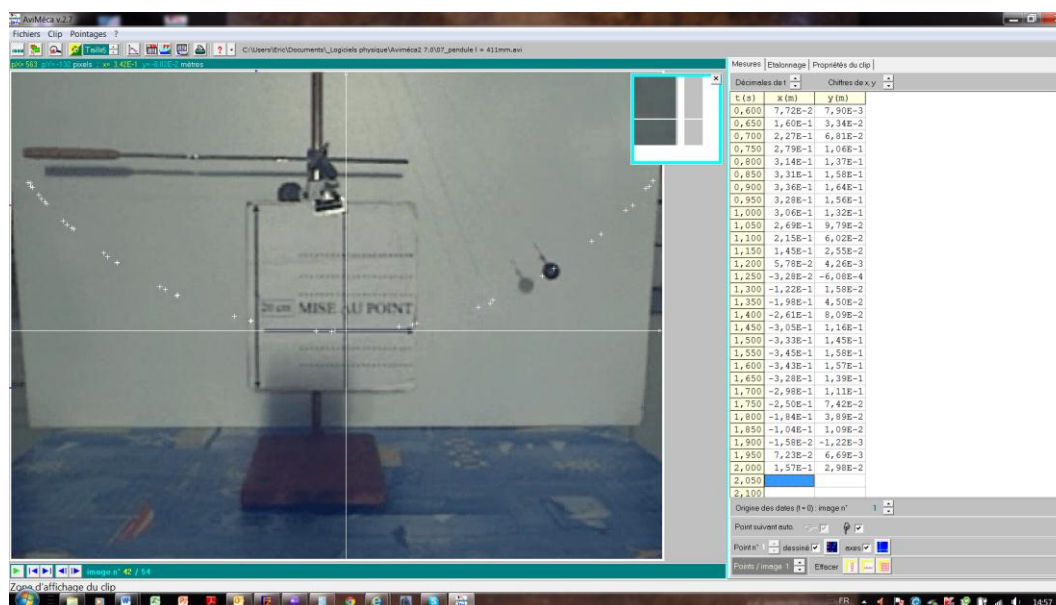 AviMéca v.2.7
Fichiers Clip Pointages ?
C:\Users\Eric\Documents\_Logiciels physique\Aviméca2 7.0\07_pendule l = 411mm.avi
pX= 563 pY= -132 pixels :: x= 3,42E-1 y= -8,02E-2 mètres
Mesures Etalonnage Propriétés du clip
Décimales de t Chiffres de x, y
t (s) x (m) y (m)
0,600 7,72E-2 7,90E-3
0,650 1,60E-1 3,34E-2
0,700 2,27E-1 6,81E-2
0,750 2,79E-1 1,06E-1
0,800 3,14E-1 1,37E-1
0,850 3,31E-1 1,58E-1
0,900 3,36E-1 1,64E-1
0,950 3,28E-1 1,56E-1
1,000 3,06E-1 1,32E-1
1,050 2,69E-1 9,79E-2
1,100 2,15E-1 6,02E-2
1,150 1,45E-1 2,55E-2
1,200 5,78E-2 4,26E-3
1,250 -3,28E-2 -6,08E-4
1,300 -1,22E-1 1,58E-2
1,350 -1,98E-1 4,50E-2
1,400 -2,61E-1 8,09E-2
1,450 -3,05E-1 1,16E-1
1,500 -3,33E-1 1,45E-1
1,550 -3,45E-1 1,58E-1
1,600 -3,43E-1 1,57E-1
1,650 -3,28E-1 1,39E-1
1,700 -2,98E-1 1,11E-1
1,750 -2,50E-1 7,42E-2
1,800 -1,84E-1 3,89E-2
1,850 -1,04E-1 1,09E-2
1,900 -1,58E-2 -1,22E-3
1,950 7,23E-2 6,69E-3
2,000 1,57E-1 2,98E-2
2,050
2,100
20 cm MISE AU POINT
Origine des dates (t = 0) : image n° 1
Point suivant auto.
Point n° 1 dessiné axes
Points / image 1 Effacer
image n° 42 / 54
Zone d'affichage du clip
FR 14:57